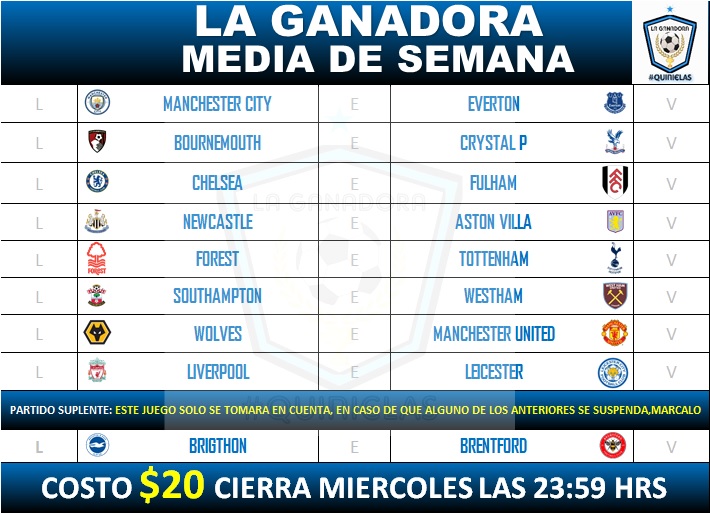 LA GANADORA
MEDIA DE SEMANA
LA GANADORA
#QUINIELAS
L MANCHESTER CITY E EVERTON V
L BOURNEMOUTH E CRYSTAL P V
L CHELSEA E FULHAM V
LA GANADORA
L NEWCASTLE E ASTON VILLA V
L FOREST E TOTTENHAM V
L SOUTHAMPTON E WESTHAM V
L WOLVES E MANCHESTER UNITED V
L LIVERPOOL E LEICESTER V
#QUINIELAS
PARTIDO SUPLENTE: ESTE JUEGO SOLO SE TOMARA EN CUENTA, EN CASO DE QUE ALGUNO DE LOS ANTERIORES SE SUSPENDA,MARCALO
L BRIGTHON E BRENTFORD V
COSTO $20 CIERRA MIERCOLES LAS 23:59 HRS